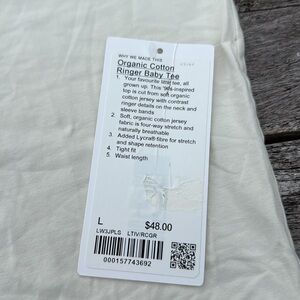 WHY WE MADE THIS
Organic Cotton
Ringer Baby Tee
1. Your favourite little tee, all
grown up. This '90s-inspired
top is cut from soft organic
cotton jersey with contrast
ringer details on the neck and
sleeve bands
2. Soft, organic cotton jersey
fabric is four-way stretch and
naturally breathable
3. Added Lycra® fibre for stretch
and shape retention
4. Tight fit
5. Waist length
L $48.00
LW3JPLS LTIV/RCGR
000157743692